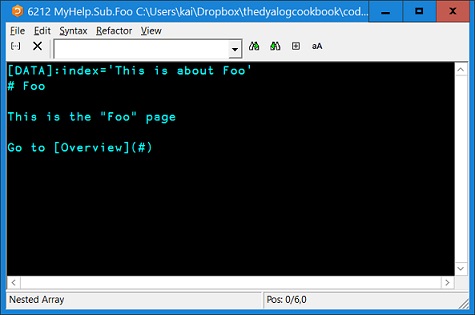 6212 MyHelp.Sub.Foo C:\Users\kai\Dropbox\thedyalogcookbook\cod...
File Edit Syntax Refactor View
aA
[DATA]:index='This is about Foo'
# Foo
This is the "Foo" page
Go to [Overview](#)
Nested Array
Pos: 0/6,0